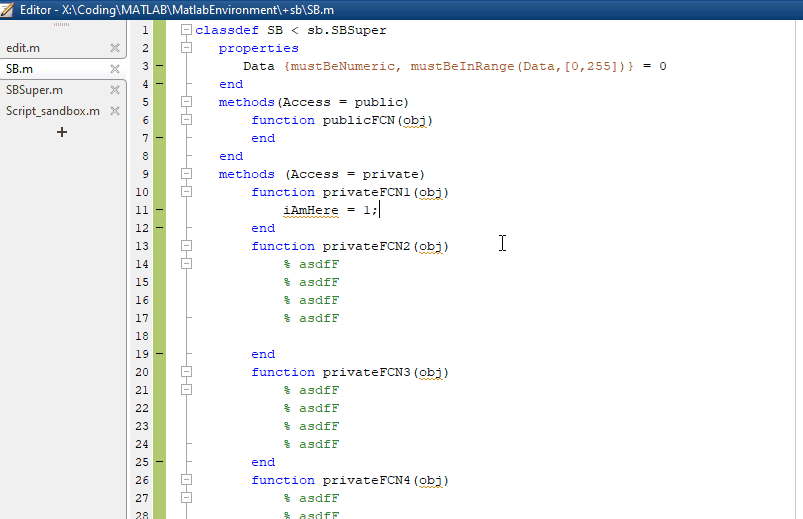 Editor - X:\Coding\MATLAB\MatlabEnvironment\+sb\SB.m
edit.m
SB.m
SBSuper.m
Script_sandbox.m
+
1 classdef SB < sb.SBSuper
2 properties
3 Data {mustBeNumeric, mustBeInRange(Data,[0,255])} = 0
4 end
5 methods(Access = public)
6 function publicFCN(obj)
7 end
8 end
9 methods (Access = private)
10 function privateFCN1(obj)
11 iAmHere = 1;
12 end
13 function privateFCN2(obj)
14 % asdfF
15 % asdfF
16 % asdfF
17 % asdfF
18
19 end
20 function privateFCN3(obj)
21 % asdfF
22 % asdfF
23 % asdfF
24 % asdfF
25 end
26 function privateFCN4(obj)
27 % asdfF
28 % asdfF